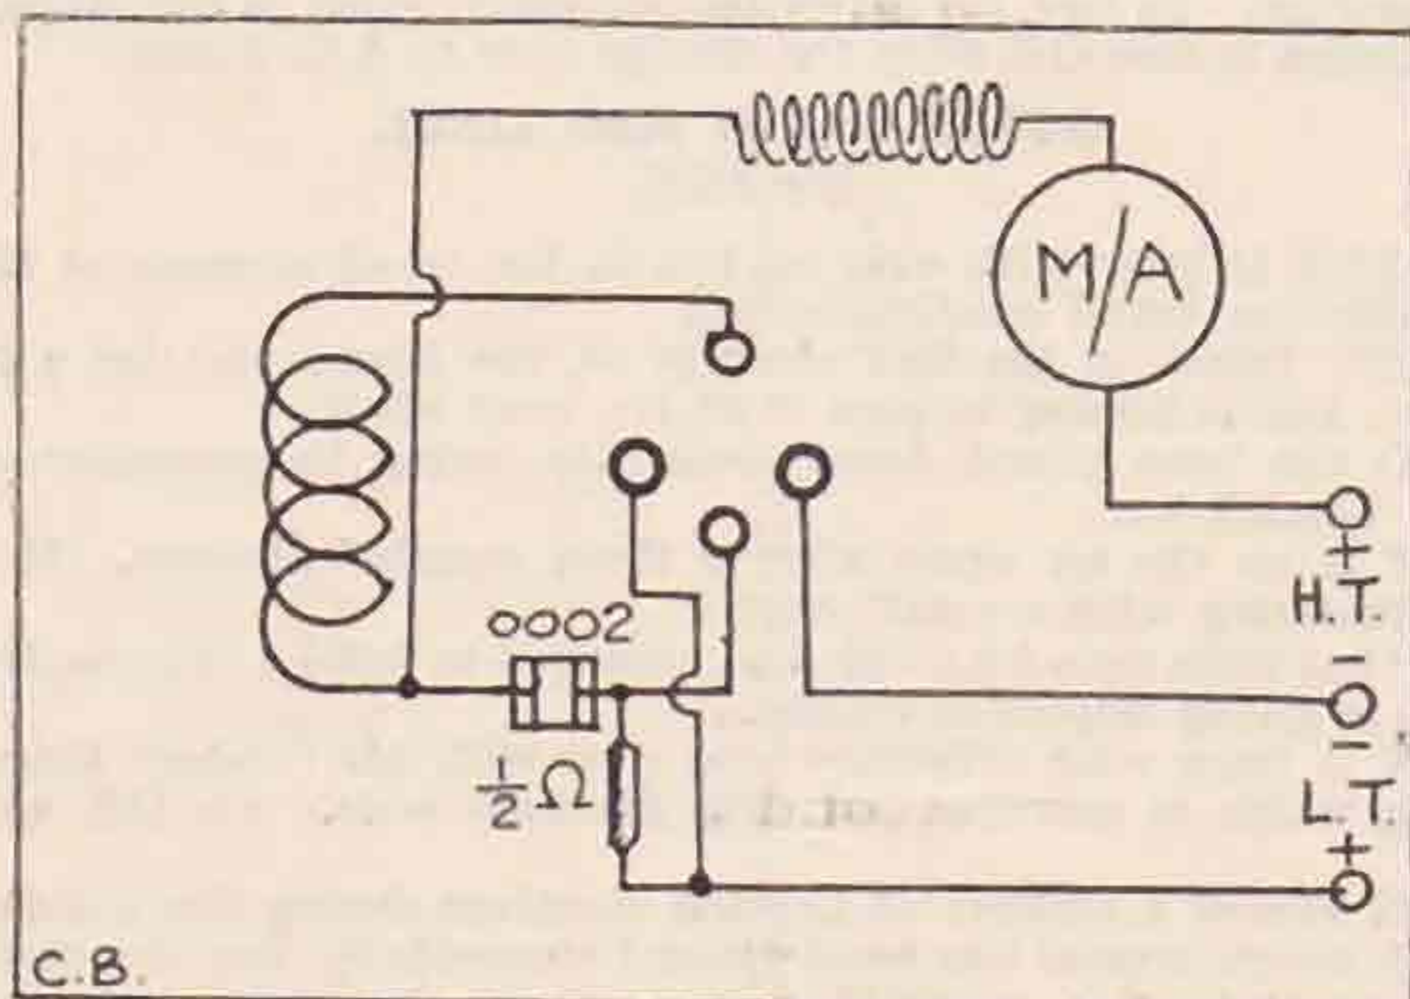 M/A
+
H.T.
-
0002
-
½Ω
L.T.
+
C.B.